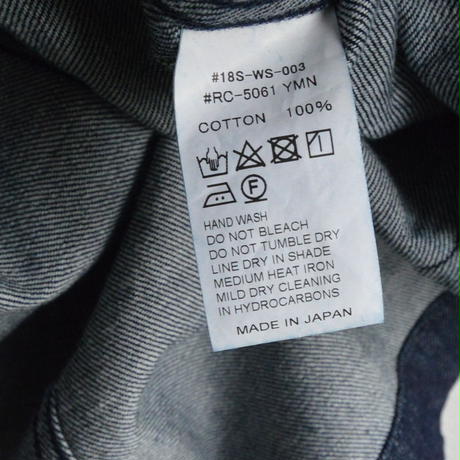 #18S-WS-003
#RC-5061 YMN
COTTON 100%
F
HAND WASH
DO NOT BLEACH
DO NOT TUMBLE DRY
LINE DRY IN SHADE
MEDIUM HEAT IRON
MILD DRY CLEANING
IN HYDROCARBONS
MADE IN JAPAN